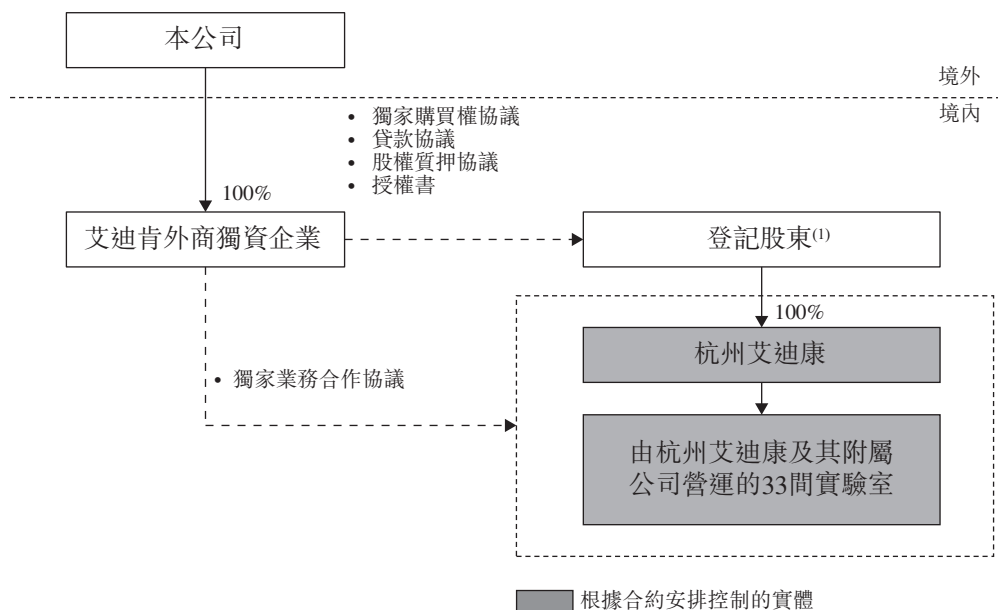 本公司
境外
境內
• 獨家購買權協議
• 貸款協議
• 股權質押協議
• 授權書
100%
艾迪肯外商獨資企業
登記股東(1)
100%
杭州艾迪康
• 獨家業務合作協議
由杭州艾迪康及其附屬
公司營運的33間實驗室
根據合約安排控制的實體